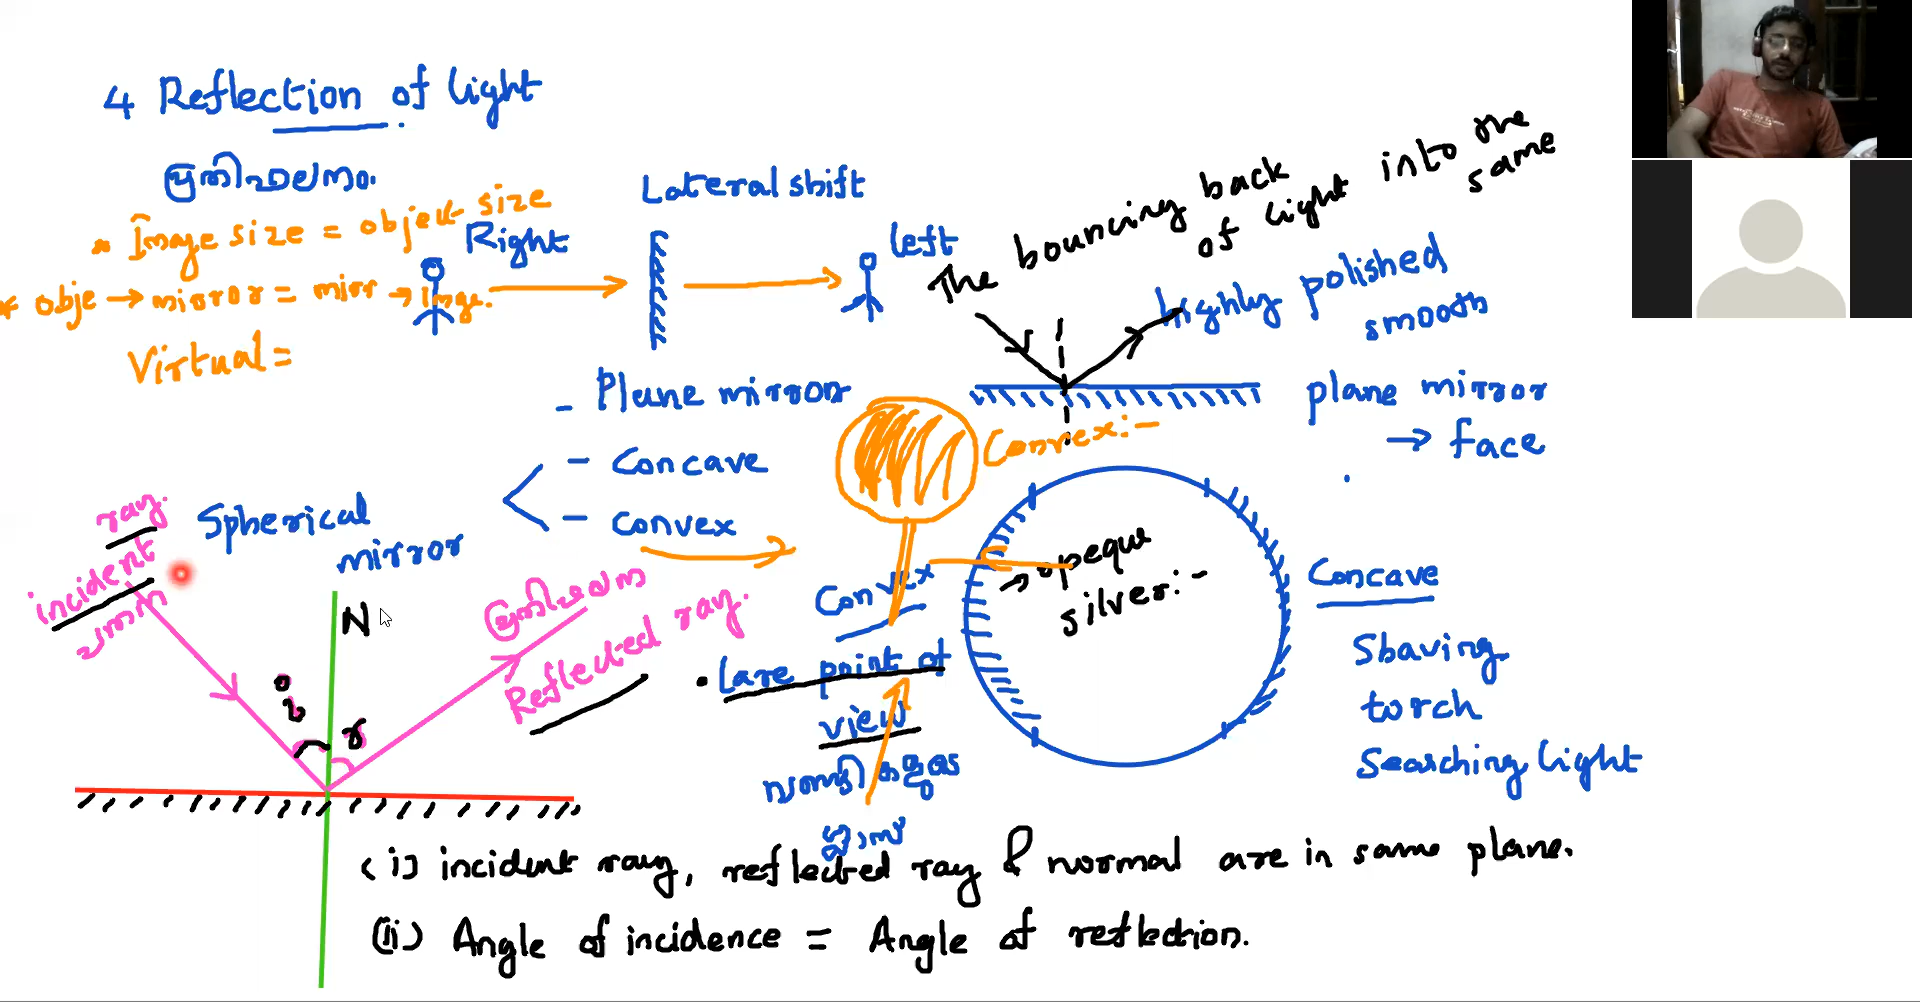 4 Reflection of light
പ്രതിഫലനം.
* Image size = object size
* obje → mirror = mirr → image.
Virtual =
Right
Lateral shift
left
The bouncing back
of light into the
same
highly polished
smooth
plane mirror
→ face
- Plane mirror
- Concave
- Convex
Spherical
mirror
Convex:-
→ opeque
silver:-
Convex
. Lare point of
view
Concave
Shaving
torch
Searching light
incident
ray.
N
i
r
Reflected ray.
(i) incident ray, reflected ray & normal are in same plane.
(ii) Angle of incidence = Angle of reflection.